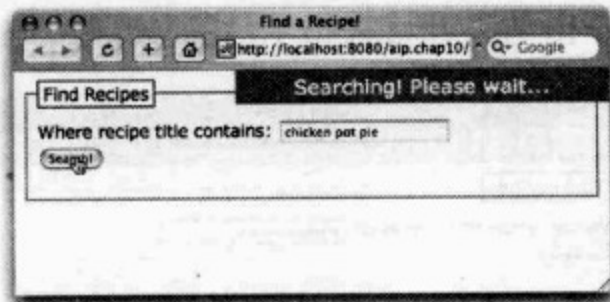 Find a Recipe!
http://localhost:8080/aip.chap10/
Google
Searching! Please wait...
Find Recipes
Where recipe title contains: chicken pot pie
Search!